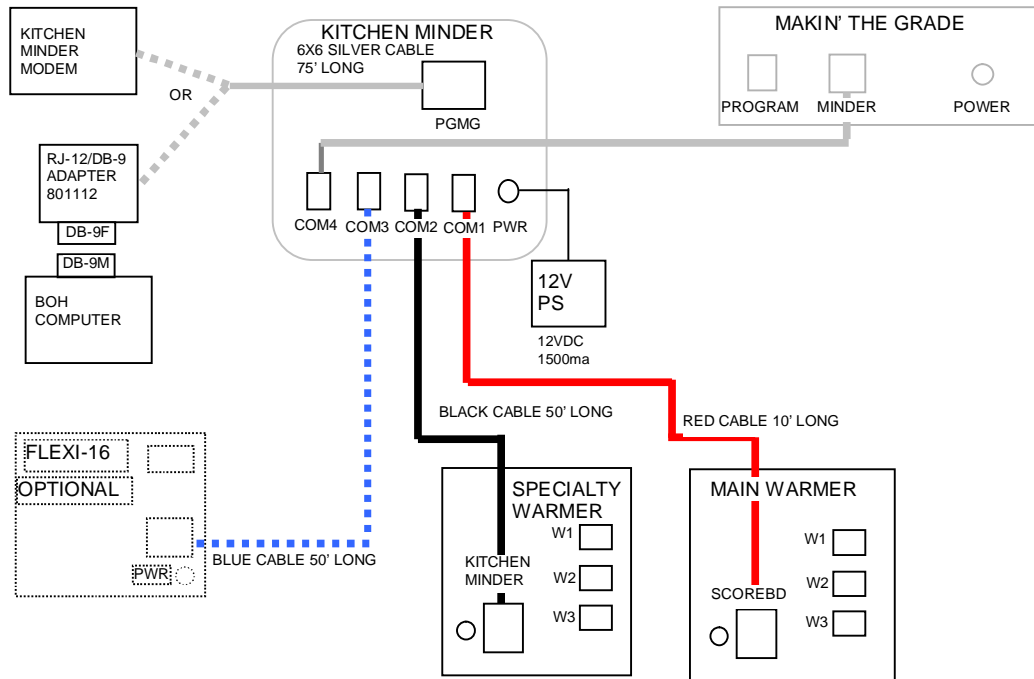 KITCHEN
MINDER
MODEM
OR
RJ-12/DB-9
ADAPTER
801112
DB-9F
DB-9M
BOH
COMPUTER
KITCHEN MINDER
6X6 SILVER CABLE
75' LONG
PGMG
COM4
COM3
COM2
COM1
PWR
12V
PS
12VDC
1500ma
MAKIN' THE GRADE
PROGRAM
MINDER
POWER
BLACK CABLE 50' LONG
RED CABLE 10' LONG
FLEXI-16
OPTIONAL
PWR
BLUE CABLE 50' LONG
SPECIALTY
WARMER
W1
W2
W3
KITCHEN
MINDER
MAIN WARMER
W1
W2
W3
SCOREBD